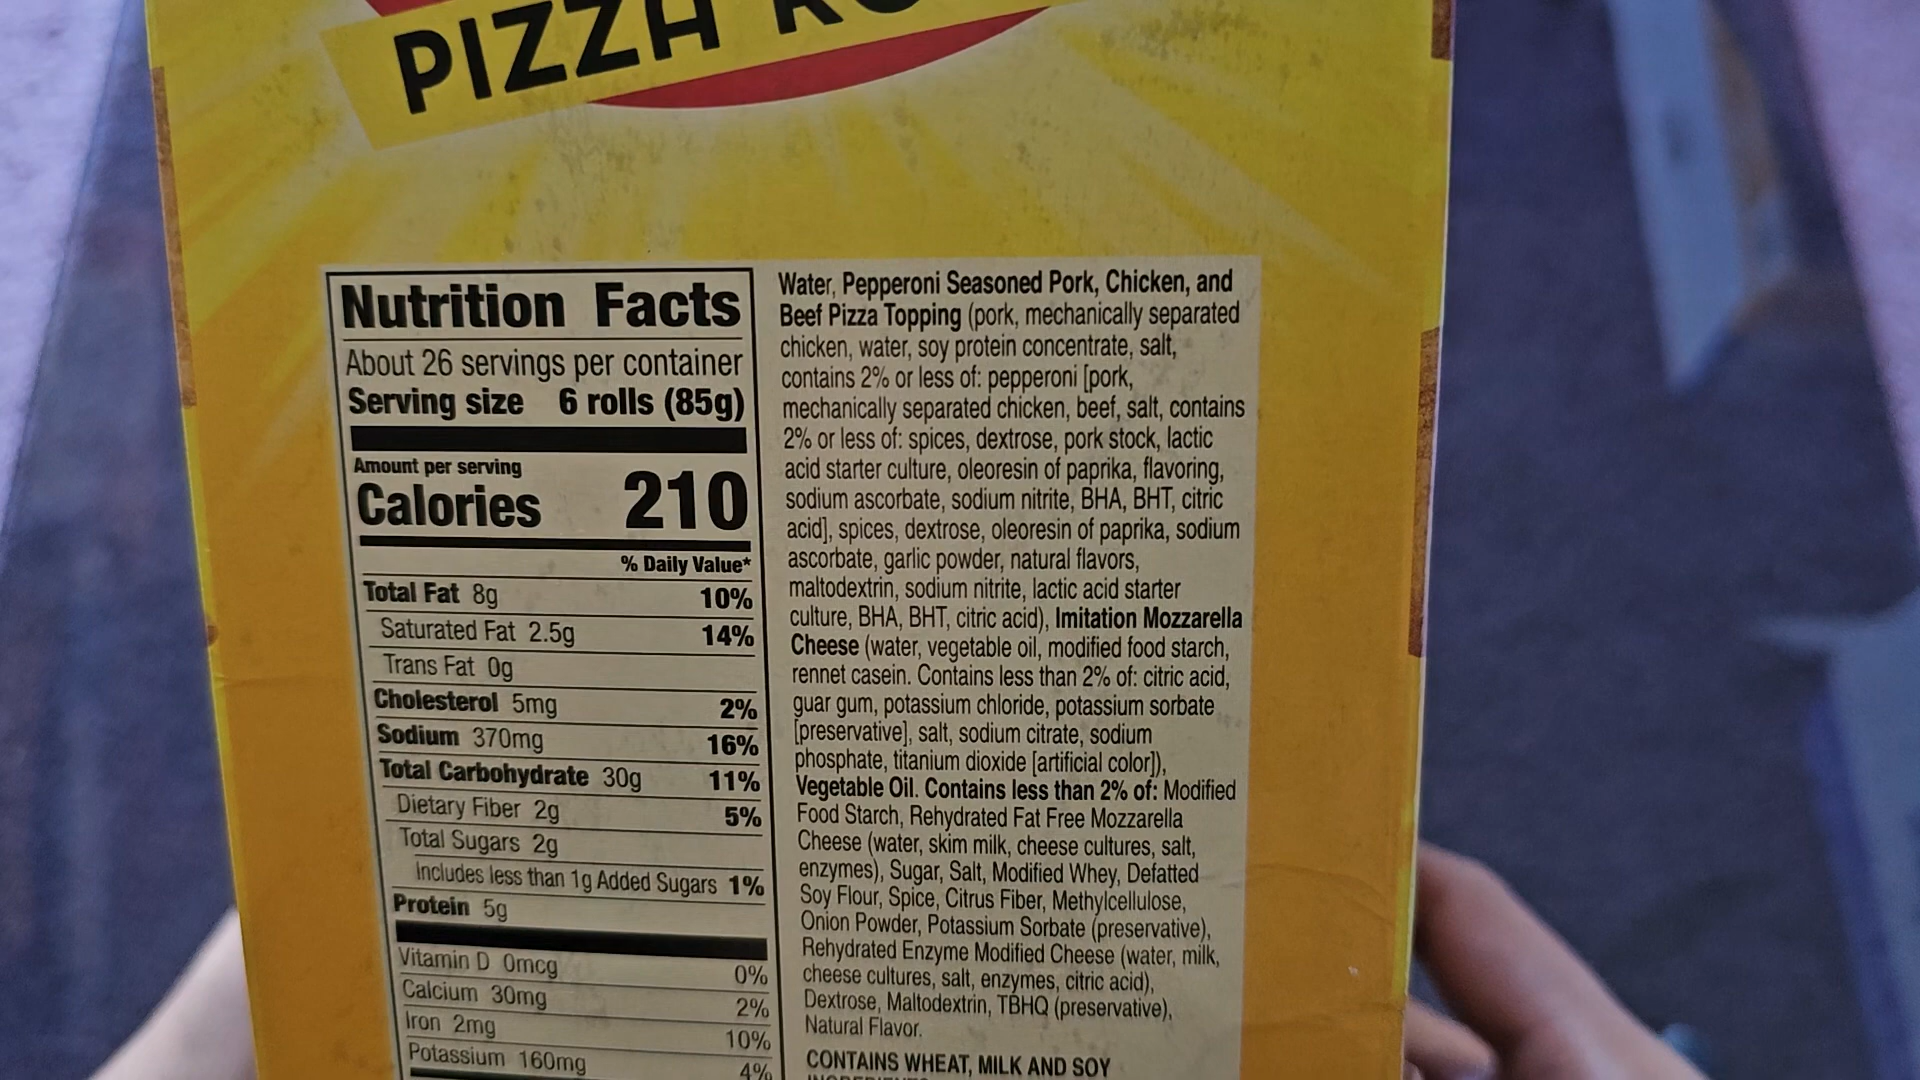 PIZZA
Nutrition Facts
About 26 servings per container
Serving size 6 rolls (85g)
Amount per serving
Calories 210
% Daily Value*
Total Fat 8g 10%
Saturated Fat 2.5g 14%
Trans Fat 0g
Cholesterol 5mg 2%
Sodium 370mg 16%
Total Carbohydrate 30g 11%
Dietary Fiber 2g 5%
Total Sugars 2g
Includes less than 1g Added Sugars 1%
Protein 5g
Vitamin D 0mcg 0%
Calcium 30mg 2%
Iron 2mg 10%
Potassium 160mg 4%
Water, Pepperoni Seasoned Pork, Chicken, and
Beef Pizza Topping (pork, mechanically separated
chicken, water, soy protein concentrate, salt,
contains 2% or less of: pepperoni [pork,
mechanically separated chicken, beef, salt, contains
2% or less of: spices, dextrose, pork stock, lactic
acid starter culture, oleoresin of paprika, flavoring,
sodium ascorbate, sodium nitrite, BHA, BHT, citric
acid], spices, dextrose, oleoresin of paprika, sodium
ascorbate, garlic powder, natural flavors,
maltodextrin, sodium nitrite, lactic acid starter
culture, BHA, BHT, citric acid), Imitation Mozzarella
Cheese (water, vegetable oil, modified food starch,
rennet casein. Contains less than 2% of: citric acid,
guar gum, potassium chloride, potassium sorbate
[preservative], salt, sodium citrate, sodium
phosphate, titanium dioxide [artificial color]),
Vegetable Oil. Contains less than 2% of: Modified
Food Starch, Rehydrated Fat Free Mozzarella
Cheese (water, skim milk, cheese cultures, salt,
enzymes), Sugar, Salt, Modified Whey, Defatted
Soy Flour, Spice, Citrus Fiber, Methylcellulose,
Onion Powder, Potassium Sorbate (preservative),
Rehydrated Enzyme Modified Cheese (water, milk,
cheese cultures, salt, enzymes, citric acid),
Dextrose, Maltodextrin, TBHQ (preservative),
Natural Flavor.
CONTAINS WHEAT, MILK AND SOY